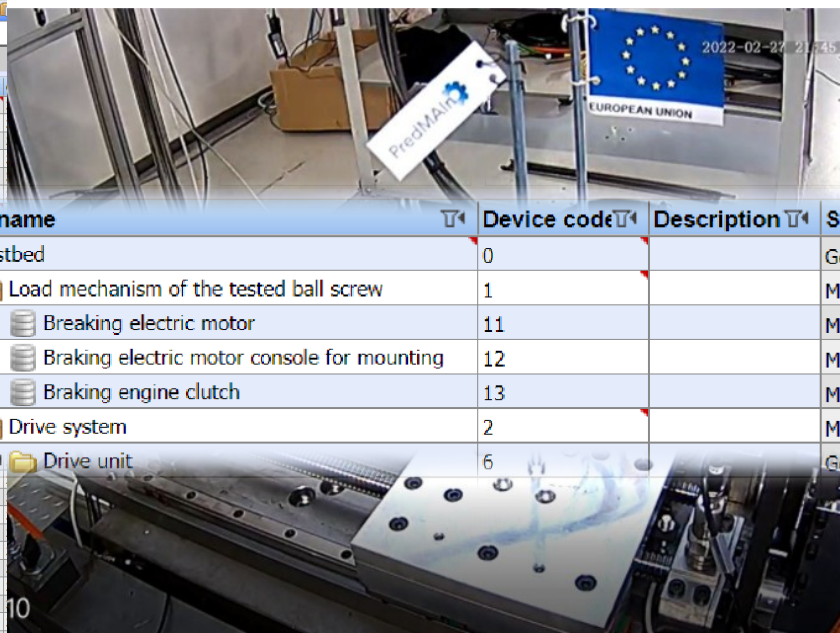 2022-02-27 21:45
PredMAIn
EUROPEAN UNION
name Device code Description S
stbed 0 G
Load mechanism of the tested ball screw 1 M
Breaking electric motor 11 M
Braking electric motor console for mounting 12 M
Braking engine clutch 13 M
Drive system 2 M
Drive unit 6 G
10